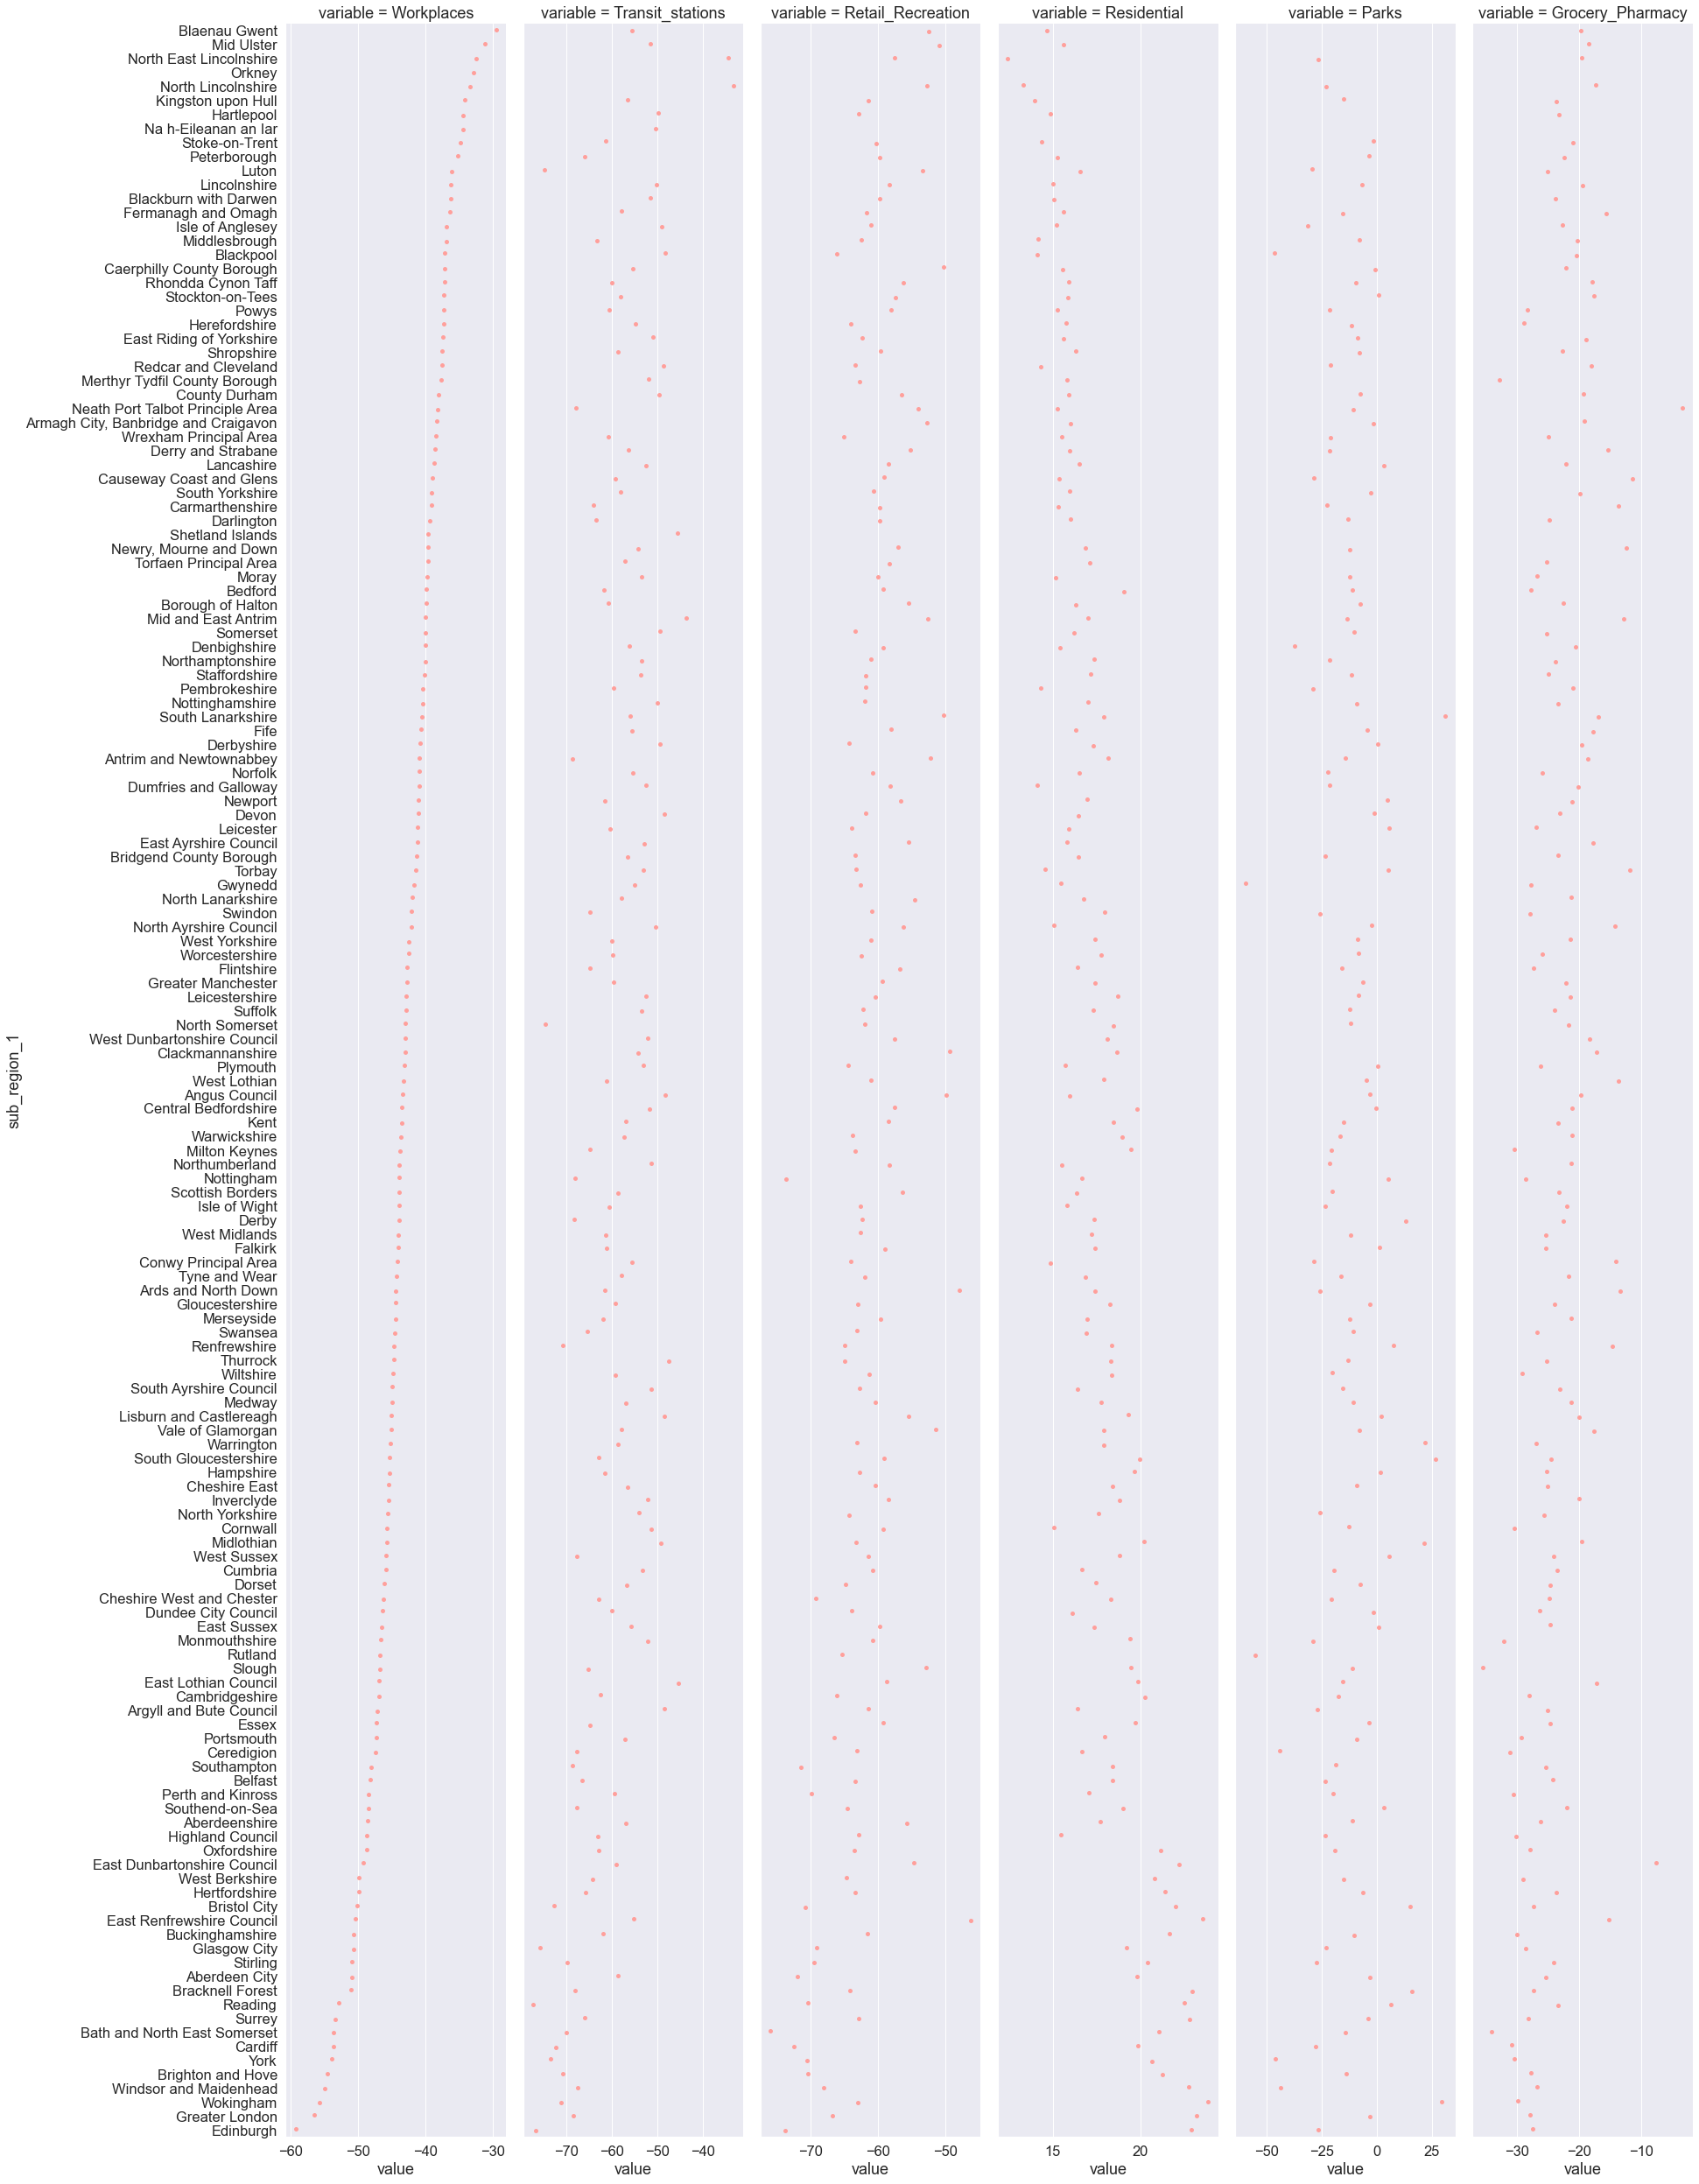 variable = Workplaces
variable = Transit_stations
variable = Retail_Recreation
variable = Residential
variable = Parks
variable = Grocery_Pharmacy
sub_region_1
Blaenau Gwent
Mid Ulster
North East Lincolnshire
Orkney
North Lincolnshire
Kingston upon Hull
Hartlepool
Na h-Eileanan an Iar
Stoke-on-Trent
Peterborough
Luton
Lincolnshire
Blackburn with Darwen
Fermanagh and Omagh
Isle of Anglesey
Middlesbrough
Blackpool
Caerphilly County Borough
Rhondda Cynon Taff
Stockton-on-Tees
Powys
Herefordshire
East Riding of Yorkshire
Shropshire
Redcar and Cleveland
Merthyr Tydfil County Borough
County Durham
Neath Port Talbot Principle Area
Armagh City, Banbridge and Craigavon
Wrexham Principal Area
Derry and Strabane
Lancashire
Causeway Coast and Glens
South Yorkshire
Carmarthenshire
Darlington
Shetland Islands
Newry, Mourne and Down
Torfaen Principal Area
Moray
Bedford
Borough of Halton
Mid and East Antrim
Somerset
Denbighshire
Northamptonshire
Staffordshire
Pembrokeshire
Nottinghamshire
South Lanarkshire
Fife
Derbyshire
Antrim and Newtownabbey
Norfolk
Dumfries and Galloway
Newport
Devon
Leicester
East Ayrshire Council
Bridgend County Borough
Torbay
Gwynedd
North Lanarkshire
Swindon
North Ayrshire Council
West Yorkshire
Worcestershire
Flintshire
Greater Manchester
Leicestershire
Suffolk
North Somerset
West Dunbartonshire Council
Clackmannanshire
Plymouth
West Lothian
Angus Council
Central Bedfordshire
Kent
Warwickshire
Milton Keynes
Northumberland
Nottingham
Scottish Borders
Isle of Wight
Derby
West Midlands
Falkirk
Conwy Principal Area
Tyne and Wear
Ards and North Down
Gloucestershire
Merseyside
Swansea
Renfrewshire
Thurrock
Wiltshire
South Ayrshire Council
Medway
Lisburn and Castlereagh
Vale of Glamorgan
Warrington
South Gloucestershire
Hampshire
Cheshire East
Inverclyde
North Yorkshire
Cornwall
Midlothian
West Sussex
Cumbria
Dorset
Cheshire West and Chester
Dundee City Council
East Sussex
Monmouthshire
Rutland
Slough
East Lothian Council
Cambridgeshire
Argyll and Bute Council
Essex
Portsmouth
Ceredigion
Southampton
Belfast
Perth and Kinross
Southend-on-Sea
Aberdeenshire
Highland Council
Oxfordshire
East Dunbartonshire Council
West Berkshire
Hertfordshire
Bristol City
East Renfrewshire Council
Buckinghamshire
Glasgow City
Stirling
Aberdeen City
Bracknell Forest
Reading
Surrey
Bath and North East Somerset
Cardiff
York
Brighton and Hove
Windsor and Maidenhead
Wokingham
Greater London
Edinburgh
−60 −50 −40 −30
−70 −60 −50 −40
−70 −60 −50
15 20
−50 −25 0 25
−30 −20 −10
value
value
value
value
value
value